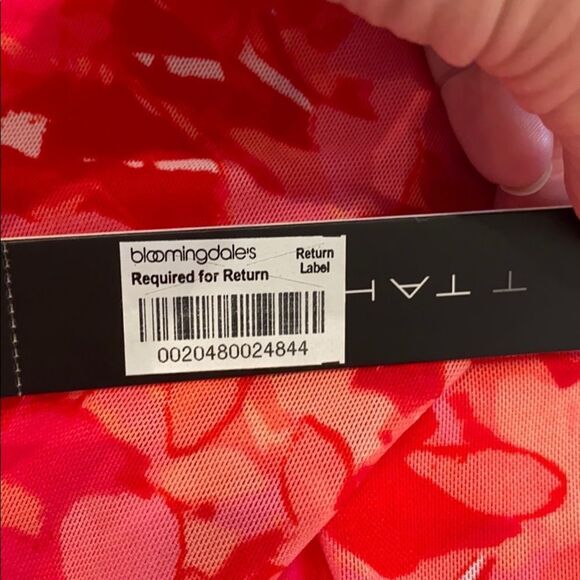 bloomingdale's
Return
Label
Required for Return
0020480024844